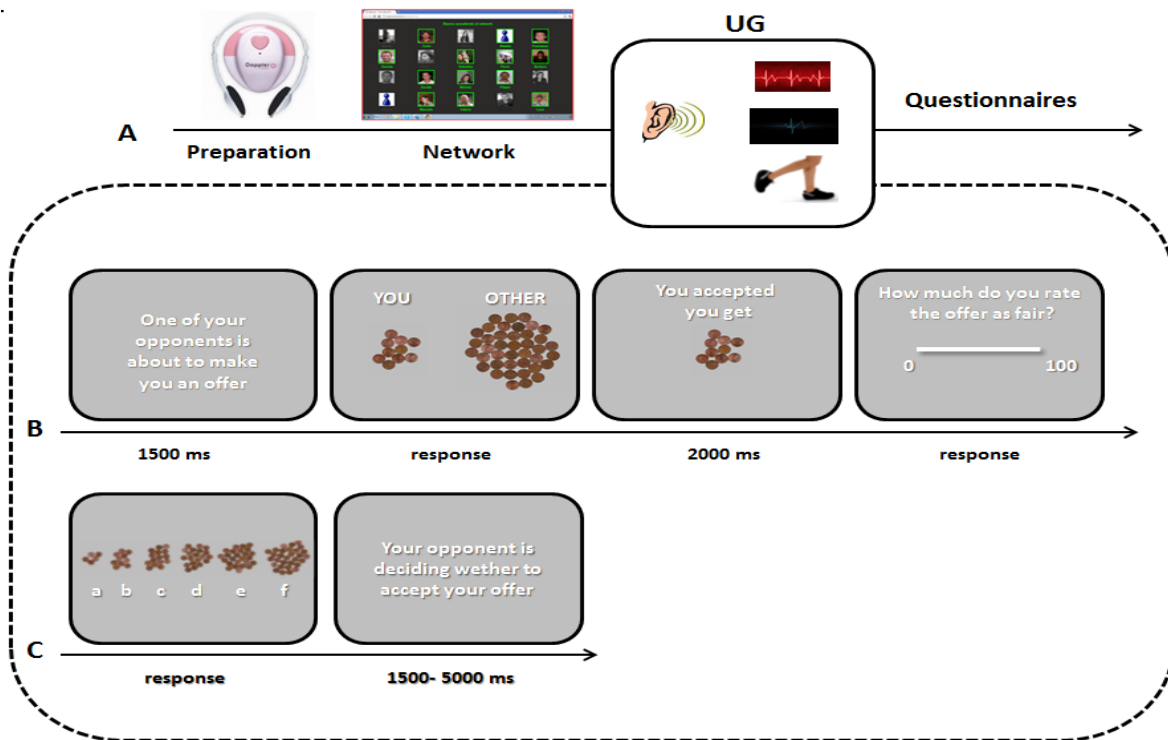 UG
Doppler
A
Preparation
Network
Questionnaires
One of your
opponents is
about to make
you an offer
YOU OTHER
You accepted
you get
How much do you rate
the offer as fair?
0 100
B
1500 ms
response
2000 ms
response
a b c d e f
Your opponent is
deciding wether to
accept your offer
C
response
1500- 5000 ms